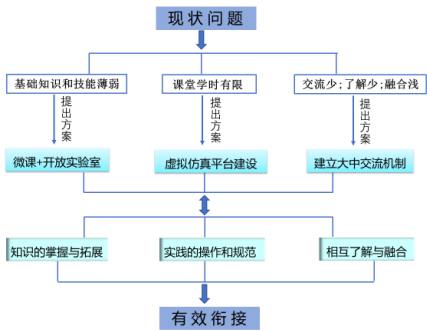 现状问题
基础知识和技能薄弱
课堂学时有限
交流少;了解少;融合浅
提出方案
提出方案
提出方案
微课+开放实验室
虚拟仿真平台建设
建立大中交流机制
知识的掌握与拓展
实践的操作和规范
相互了解与融合
有效衔接